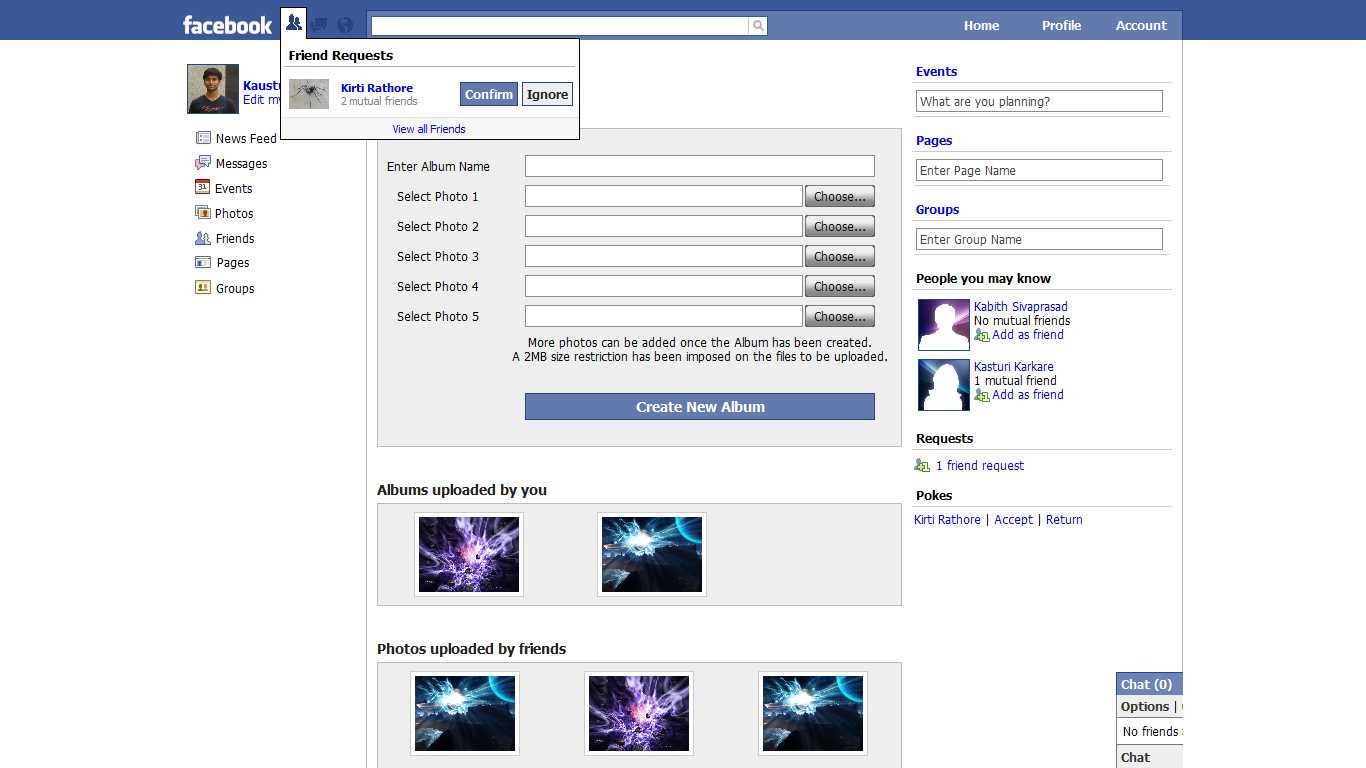 facebook
Home Profile Account
Friend Requests
Kirti Rathore
2 mutual friends
Confirm Ignore
View all Friends
Edit
News Feed
Messages
31 Events
Photos
Friends
Pages
Groups
Enter Album Name
Select Photo 1 Choose...
Select Photo 2 Choose...
Select Photo 3 Choose...
Select Photo 4 Choose...
Select Photo 5 Choose...
More photos can be added once the Album has been created.
A 2MB size restriction has been imposed on the files to be uploaded.
Create New Album
Albums uploaded by you
Photos uploaded by friends
Events
What are you planning?
Pages
Enter Page Name
Groups
Enter Group Name
People you may know
Kabith Sivaprasad
No mutual friends
Add as friend
Kasturi Karkare
1 mutual friend
Add as friend
Requests
1 friend request
Pokes
Kirti Rathore | Accept | Return
Chat (0)
Options |
No friends
Chat